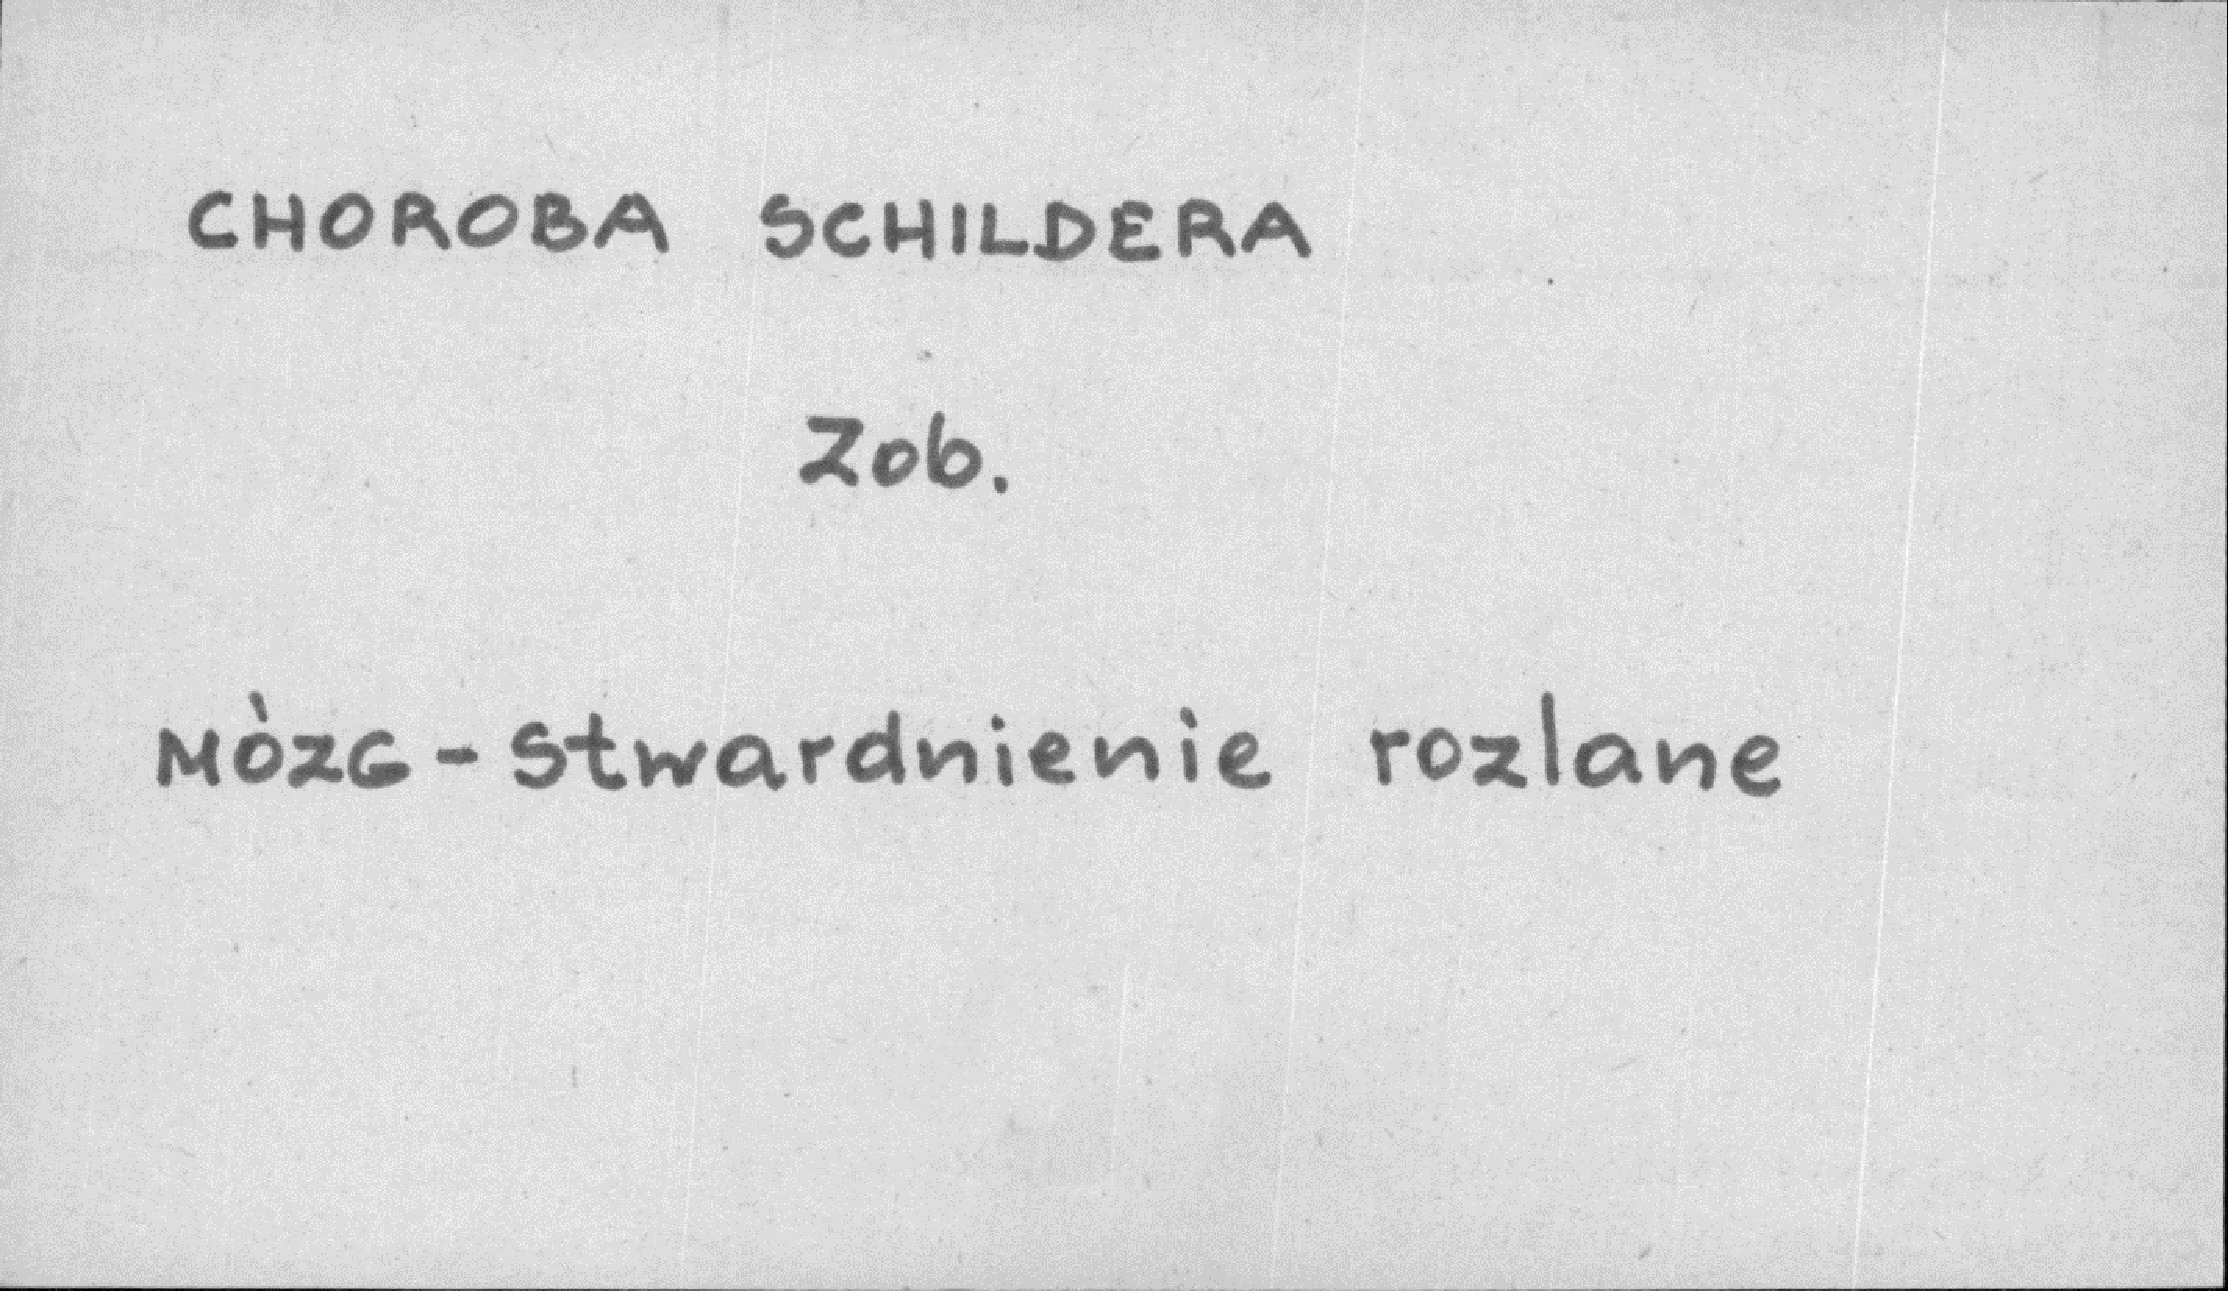 CHOROBA SCHILDERA
Zob.
MÒZG - Stwardnienie rozlane